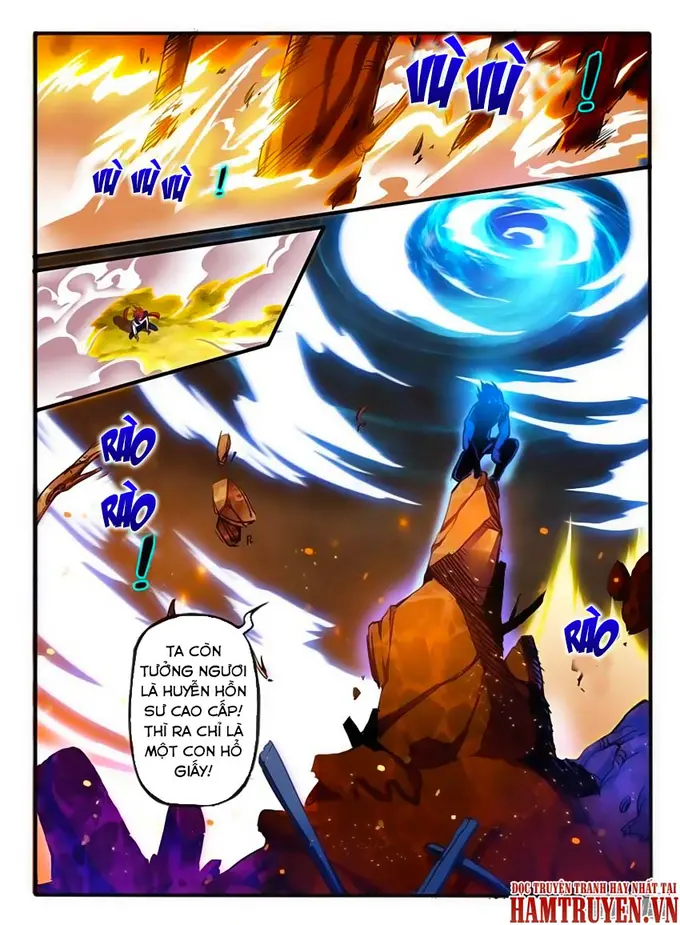 VÙ VÙ !
VÙ VÙ VÙ !
RÀO
RÀO !
RÀO
TA CÒN
TƯỞNG NGƯƠI
LÀ HUYỄN HỒN
SƯ CAO CẤP!
THÌ RA CHỈ LÀ
MỘT CON HỔ
GIẤY!
ĐỌC TRUYỆN TRANH HAY NHẤT TẠI
HAMTRUYEN.VN